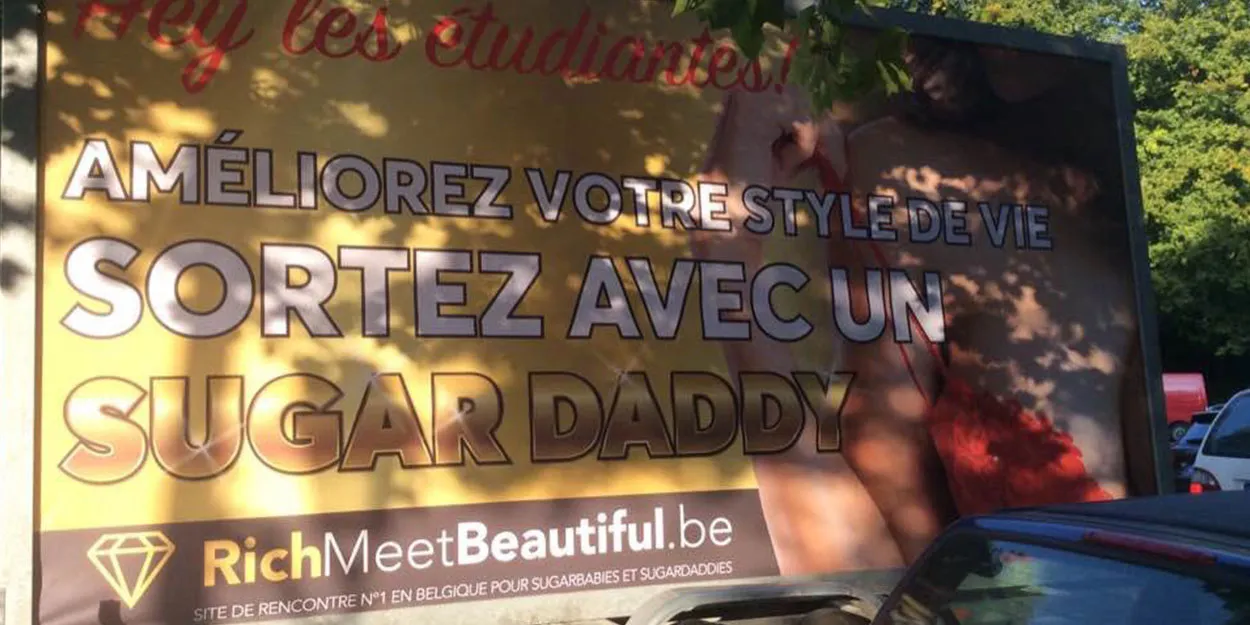 Hey les étudiantes!
AMÉLIOREZ VOTRE STYLE DE VIE
SORTEZ AVEC UN
SUGAR DADDY
RichMeetBeautiful.be
SITE DE RENCONTRE N°1 EN BELGIQUE POUR SUGARBABIES ET SUGARDADDIES